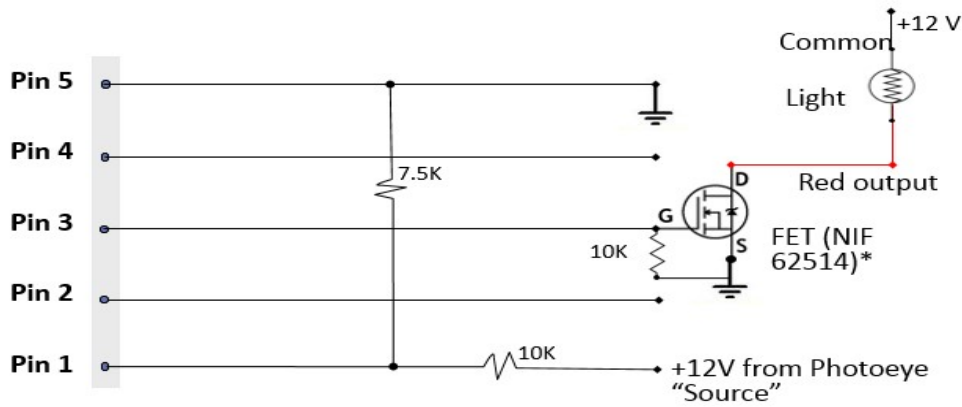 +12 V
Common
Pin 5
Light
Pin 4
7.5K
D
Red output
Pin 3
G
10K
S
FET (NIF
62514)*
Pin 2
Pin 1
10K
+12V from Photoeye
“Source”